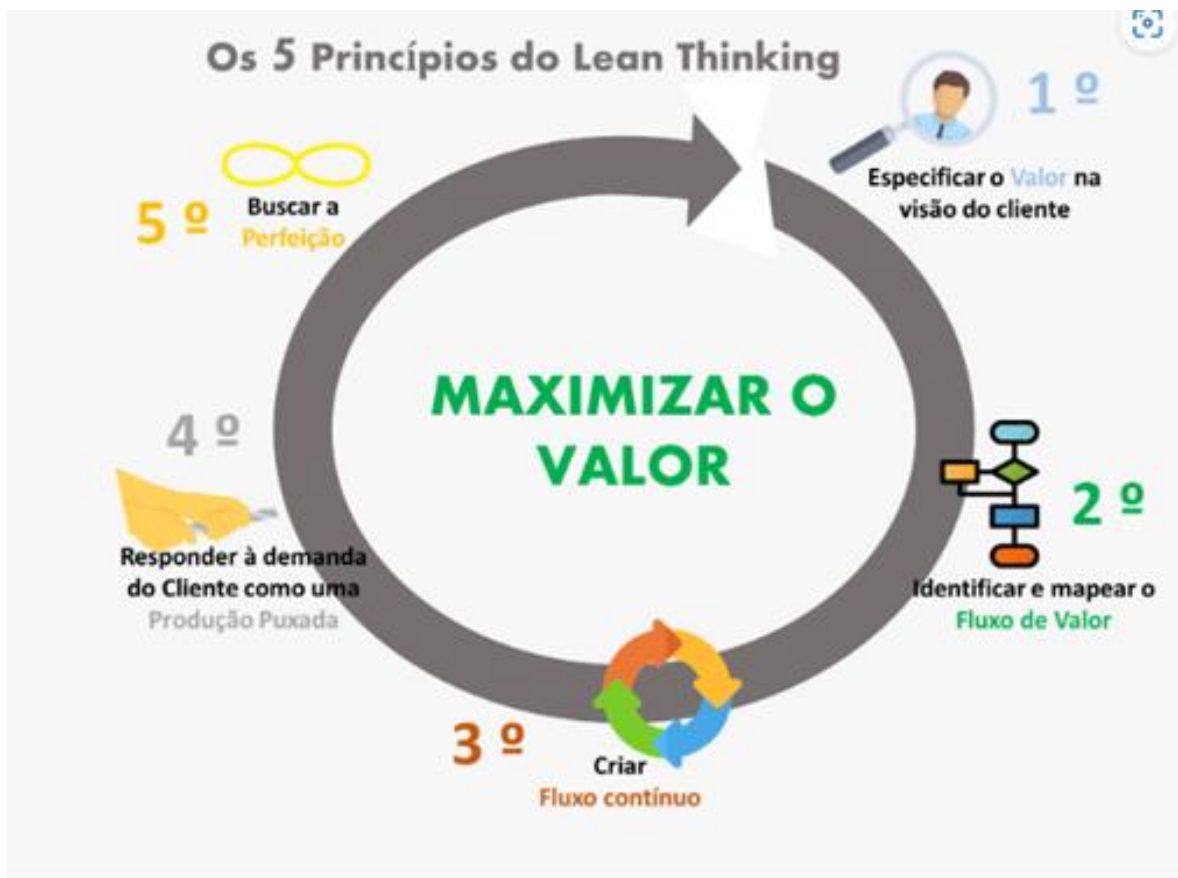 Os 5 Princípios do Lean Thinking
1 º
Especificar o Valor na
visão do cliente
2 º
Identificar e mapear o
Fluxo de Valor
3 º
Criar
Fluxo contínuo
4 º
Responder à demanda
do Cliente como uma
Produção Puxada
5 º
Buscar a
Perfeição
MAXIMIZAR O
VALOR